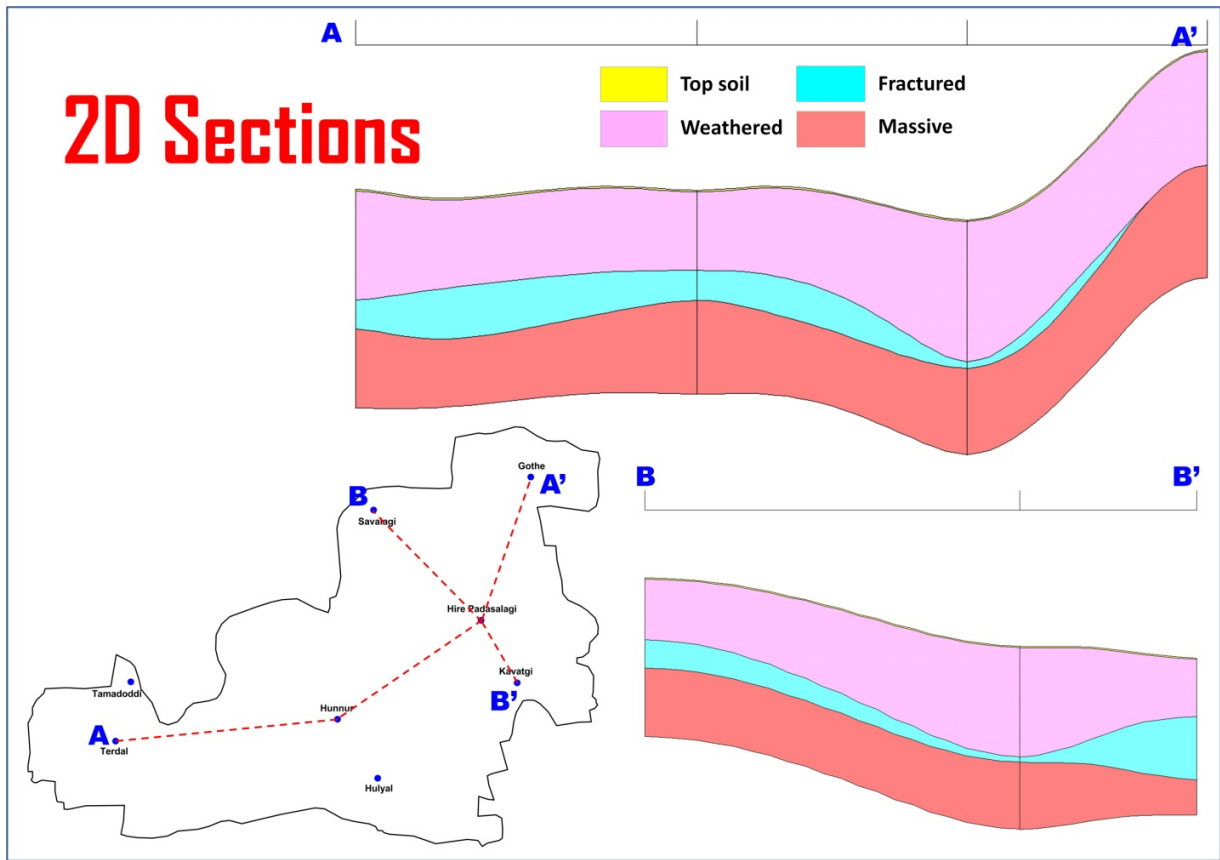 A
A’
2D Sections
Top soil
Fractured
Weathered
Massive
Gothe
A’
B
Savalagi
Hire Padasalagi
Kavatgi
B’
Tamadoddi
Hunnur
A
Terdal
Hulyal
B
B’